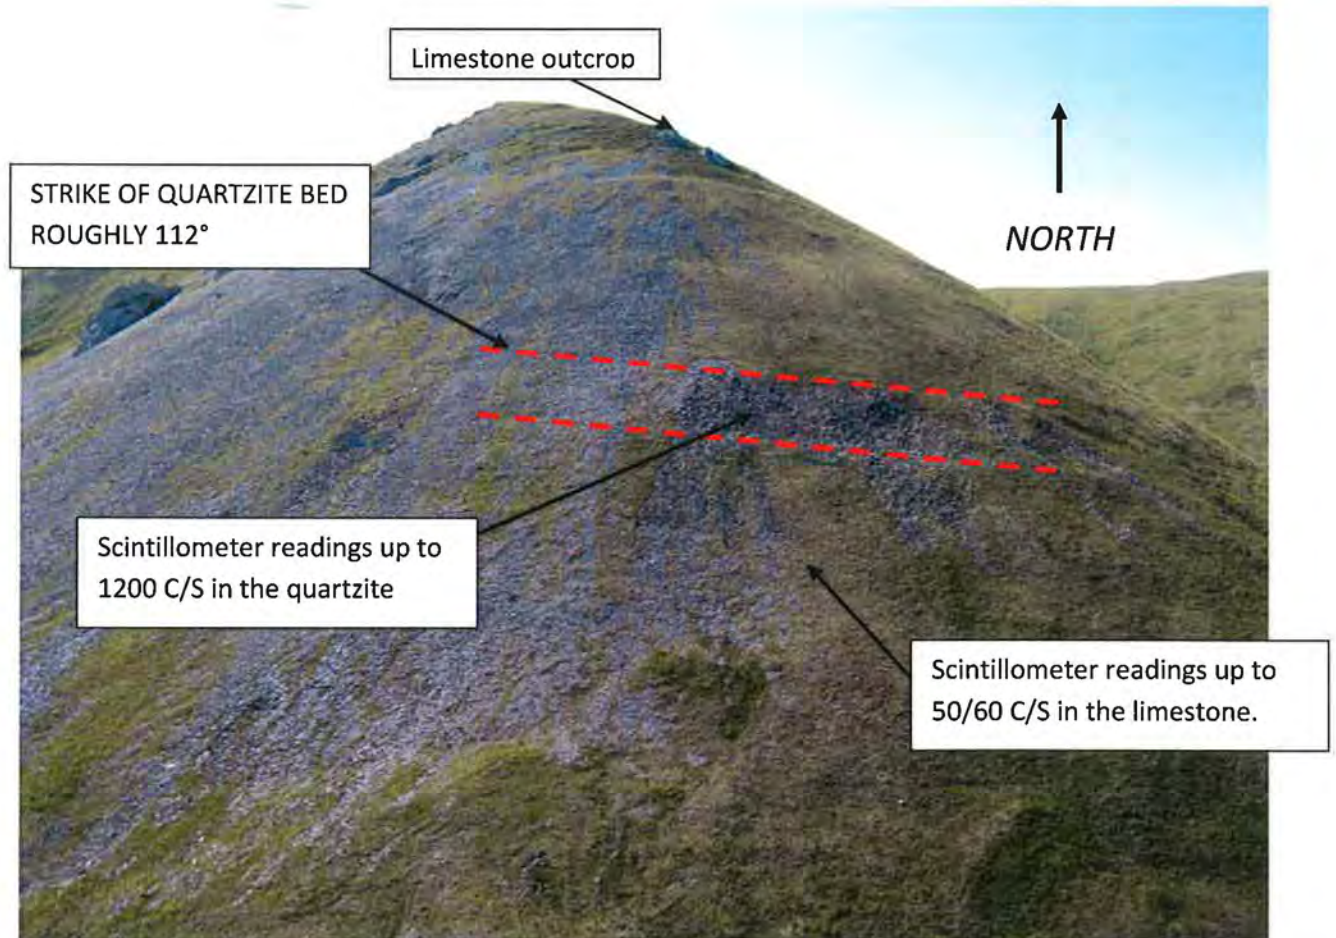 Limestone outcrop
STRIKE OF QUARTZITE BED
ROUGHLY 112°
NORTH
Scintillometer readings up to
1200 C/S in the quartzite
Scintillometer readings up to
50/60 C/S in the limestone.